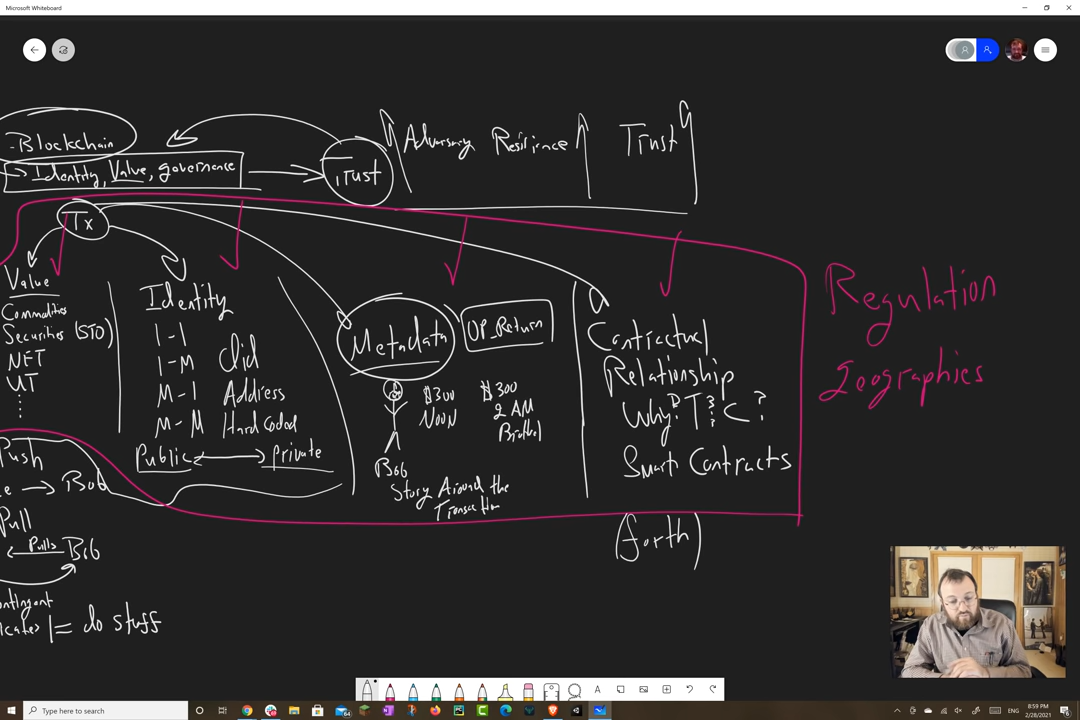 Microsoft Whiteboard
Blockchain
Identity, Value, governance
Trust
Adversary Resilience
Trust
Tx
Value
Commodities
Securities (STO)
NFT
UT
Identity
1-1
1-M
M-1
M-M
Did
Address
Hard Coded
Public
Private
Metadata
OP_Return
$300
Noon
$300
2 AM
Brothel
Bob
Story Around the
Transaction
Contractual
Relationship
Why? T? C?
Smart Contracts
(forth)
Regulation
geographies
Push
Bob
Pull
Pulls
Bob
do stuff
Type here to search
64
ENG
8:59 PM
2/28/2021